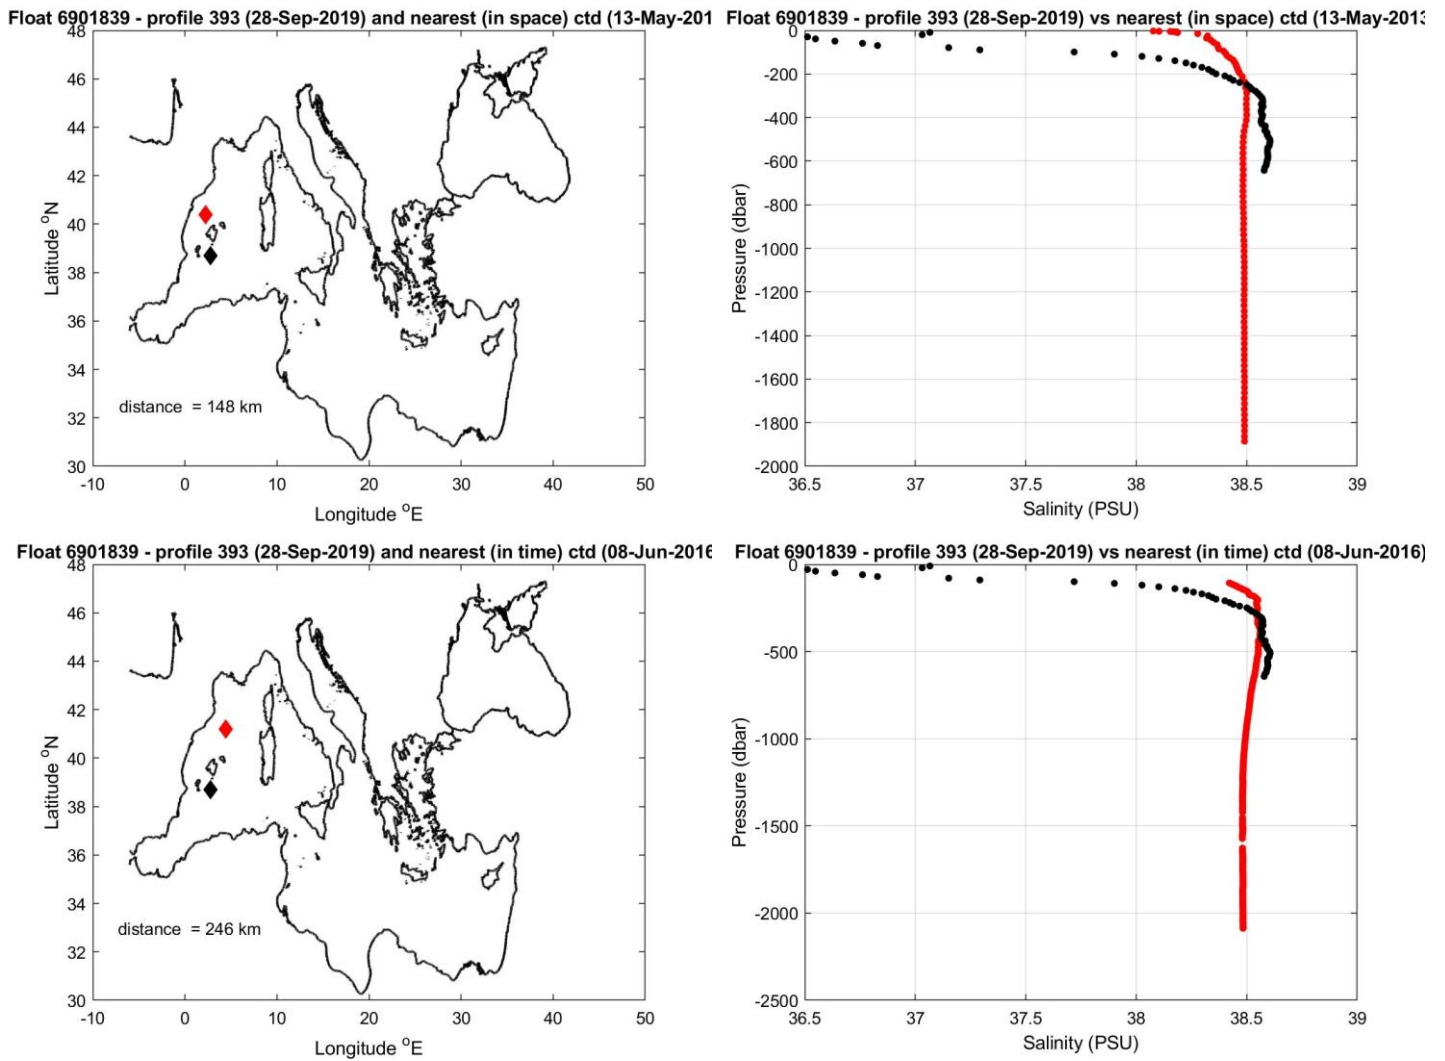 Float 6901839 - profile 393 (28-Sep-2019) and nearest (in space) ctd (13-May-201
48
46
44
42
40
38
36
34
32
30
Latitude °N
distance = 148 km
-10 0 10 20 30 40 50
Longitude °E
Float 6901839 - profile 393 (28-Sep-2019) vs nearest (in space) ctd (13-May-2013
0
-200
-400
-600
-800
-1000
-1200
-1400
-1600
-1800
-2000
Pressure (dbar)
36.5 37 37.5 38 38.5 39
Salinity (PSU)
Float 6901839 - profile 393 (28-Sep-2019) and nearest (in time) ctd (08-Jun-2016
48
46
44
42
40
38
36
34
32
30
Latitude °N
distance = 246 km
-10 0 10 20 30 40 50
Longitude °E
Float 6901839 - profile 393 (28-Sep-2019) vs nearest (in time) ctd (08-Jun-2016)
0
-500
-1000
-1500
-2000
-2500
Pressure (dbar)
36.5 37 37.5 38 38.5 39
Salinity (PSU)